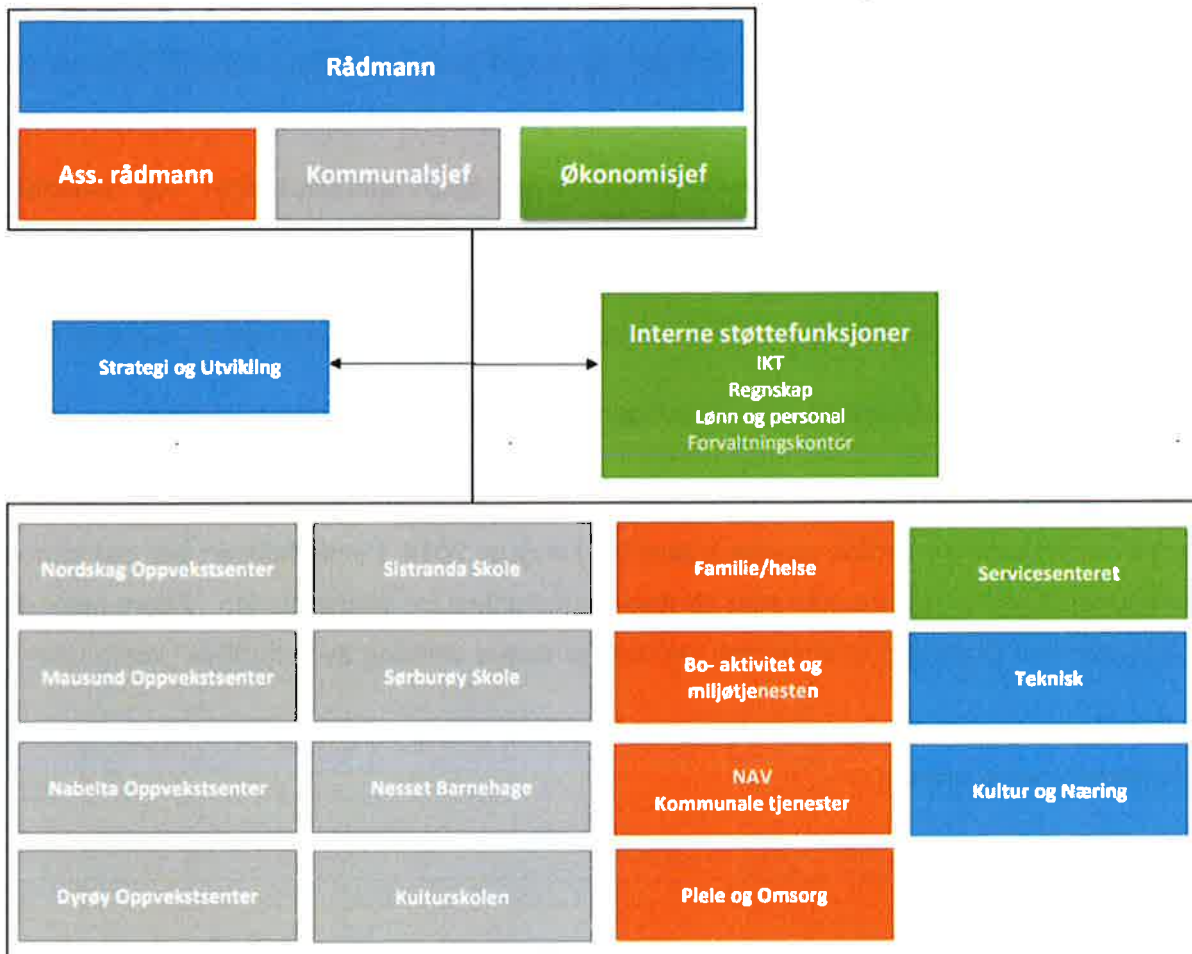 Rådmann
Ass. rådmann
Kommunalsjef
Økonomisjef
Strategi og Utvikling
Interne støttefunksjoner
IKT
Regnskap
Lønn og personal
Forvaltningskontor
Nordskag Oppvekstsenter
Sistranda Skole
Familie/helse
Servicesenteret
Mausund Oppvekstsenter
Sørburøy Skole
Bo- aktivitet og
miljøtjenesten
Teknisk
Nabeita Oppvekstsenter
Nesset Barnehage
NAV
Kommunale tjenester
Kultur og Næring
Dyrøy Oppvekstsenter
Kulturskolen
Pleie og Omsorg